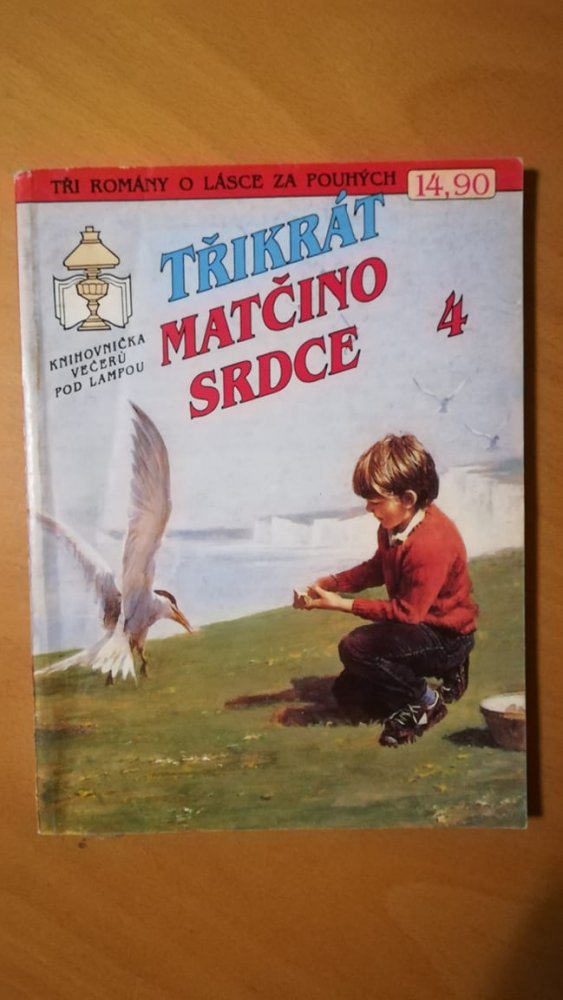 TŘI ROMÁNY O LÁSCE ZA POUHÝCH 14,90
TŘIKRÁT
MATČINO
SRDCE
4
KNIHOVNIČKA
VEČERŮ
POD LAMPOU